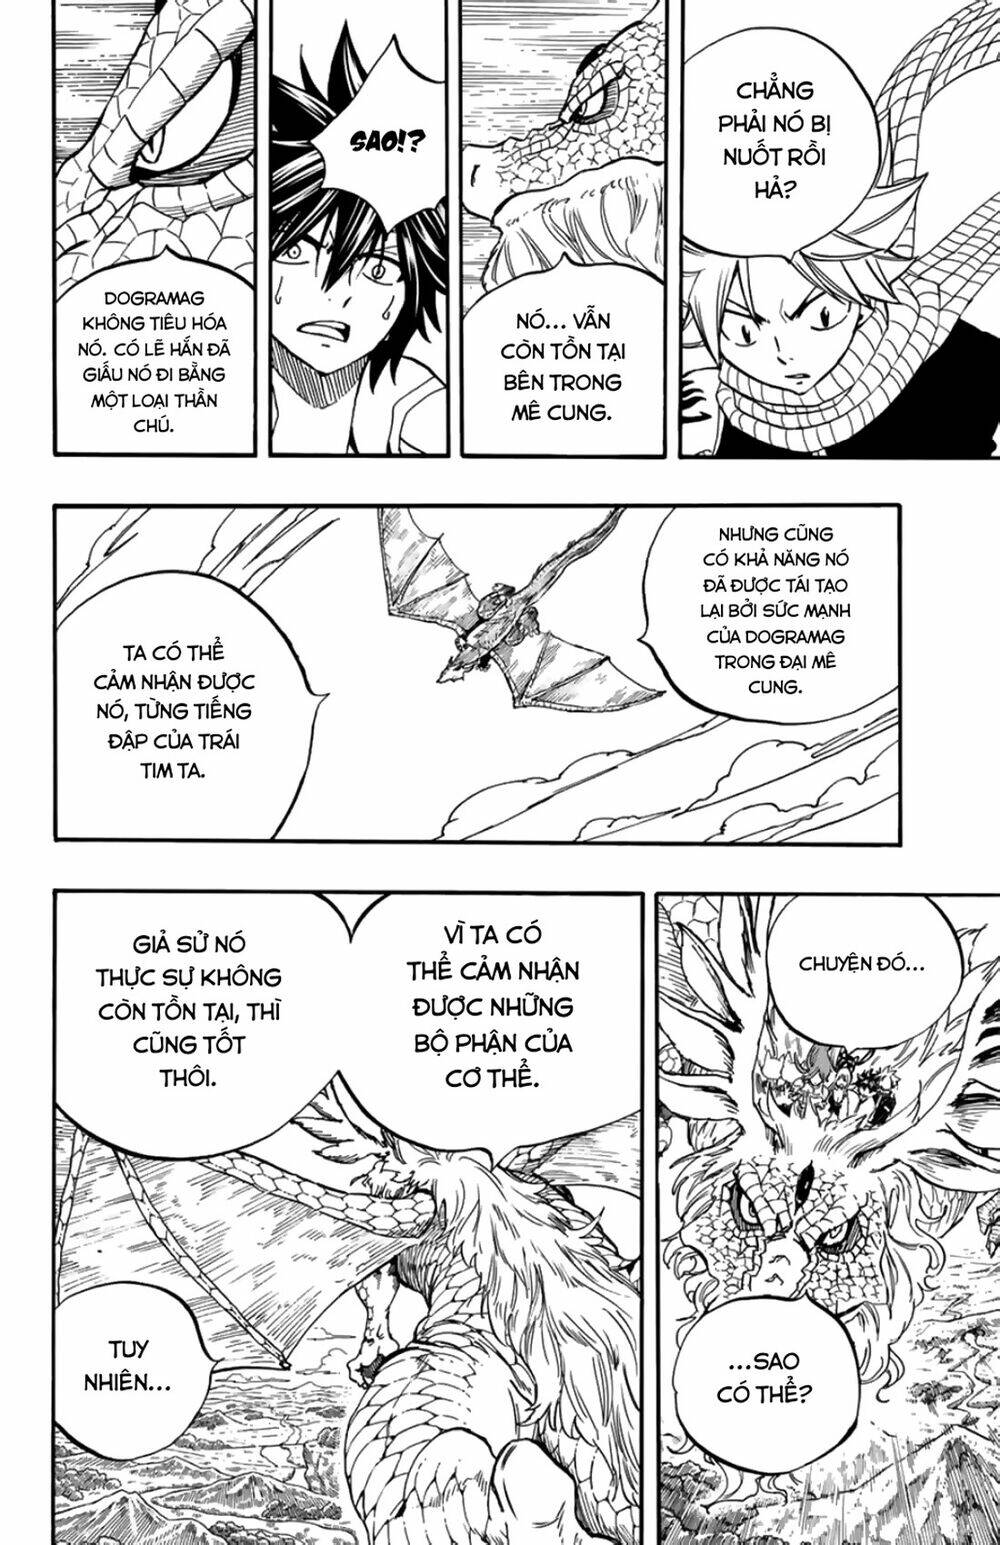 CHẲNG
PHẢI NÓ BỊ
NUỐT RỒI
HẢ?
NÓ... VẪN
CÒN TỒN TẠI
BÊN TRONG
MÊ CUNG.
SAO!?
DOGRAMAG
KHÔNG TIÊU HÓA
NÓ. CÓ LẼ HẮN ĐÃ
GIẤU NÓ ĐI BẰNG
MỘT LOẠI THẦN
CHÚ.
NHƯNG CŨNG
CÓ KHẢ NĂNG NÓ
ĐÃ ĐƯỢC TÁI TẠO
LẠI BỞI SỨC MẠNH
CỦA DOGRAMAG
TRONG ĐẠI MÊ
CUNG.
TA CÓ THỂ
CẢM NHẬN ĐƯỢC
NÓ, TỪNG TIẾNG
ĐẬP CỦA TRÁI
TIM TA.
CHUYỆN ĐÓ...
...SAO
CÓ THỂ?
VÌ TA CÓ
THỂ CẢM NHẬN
ĐƯỢC NHỮNG
BỘ PHẬN CỦA
CƠ THỂ.
GIẢ SỬ NÓ
THỰC SỰ KHÔNG
CÒN TỒN TẠI, THÌ
CŨNG TỐT
THÔI.
TUY
NHIÊN...